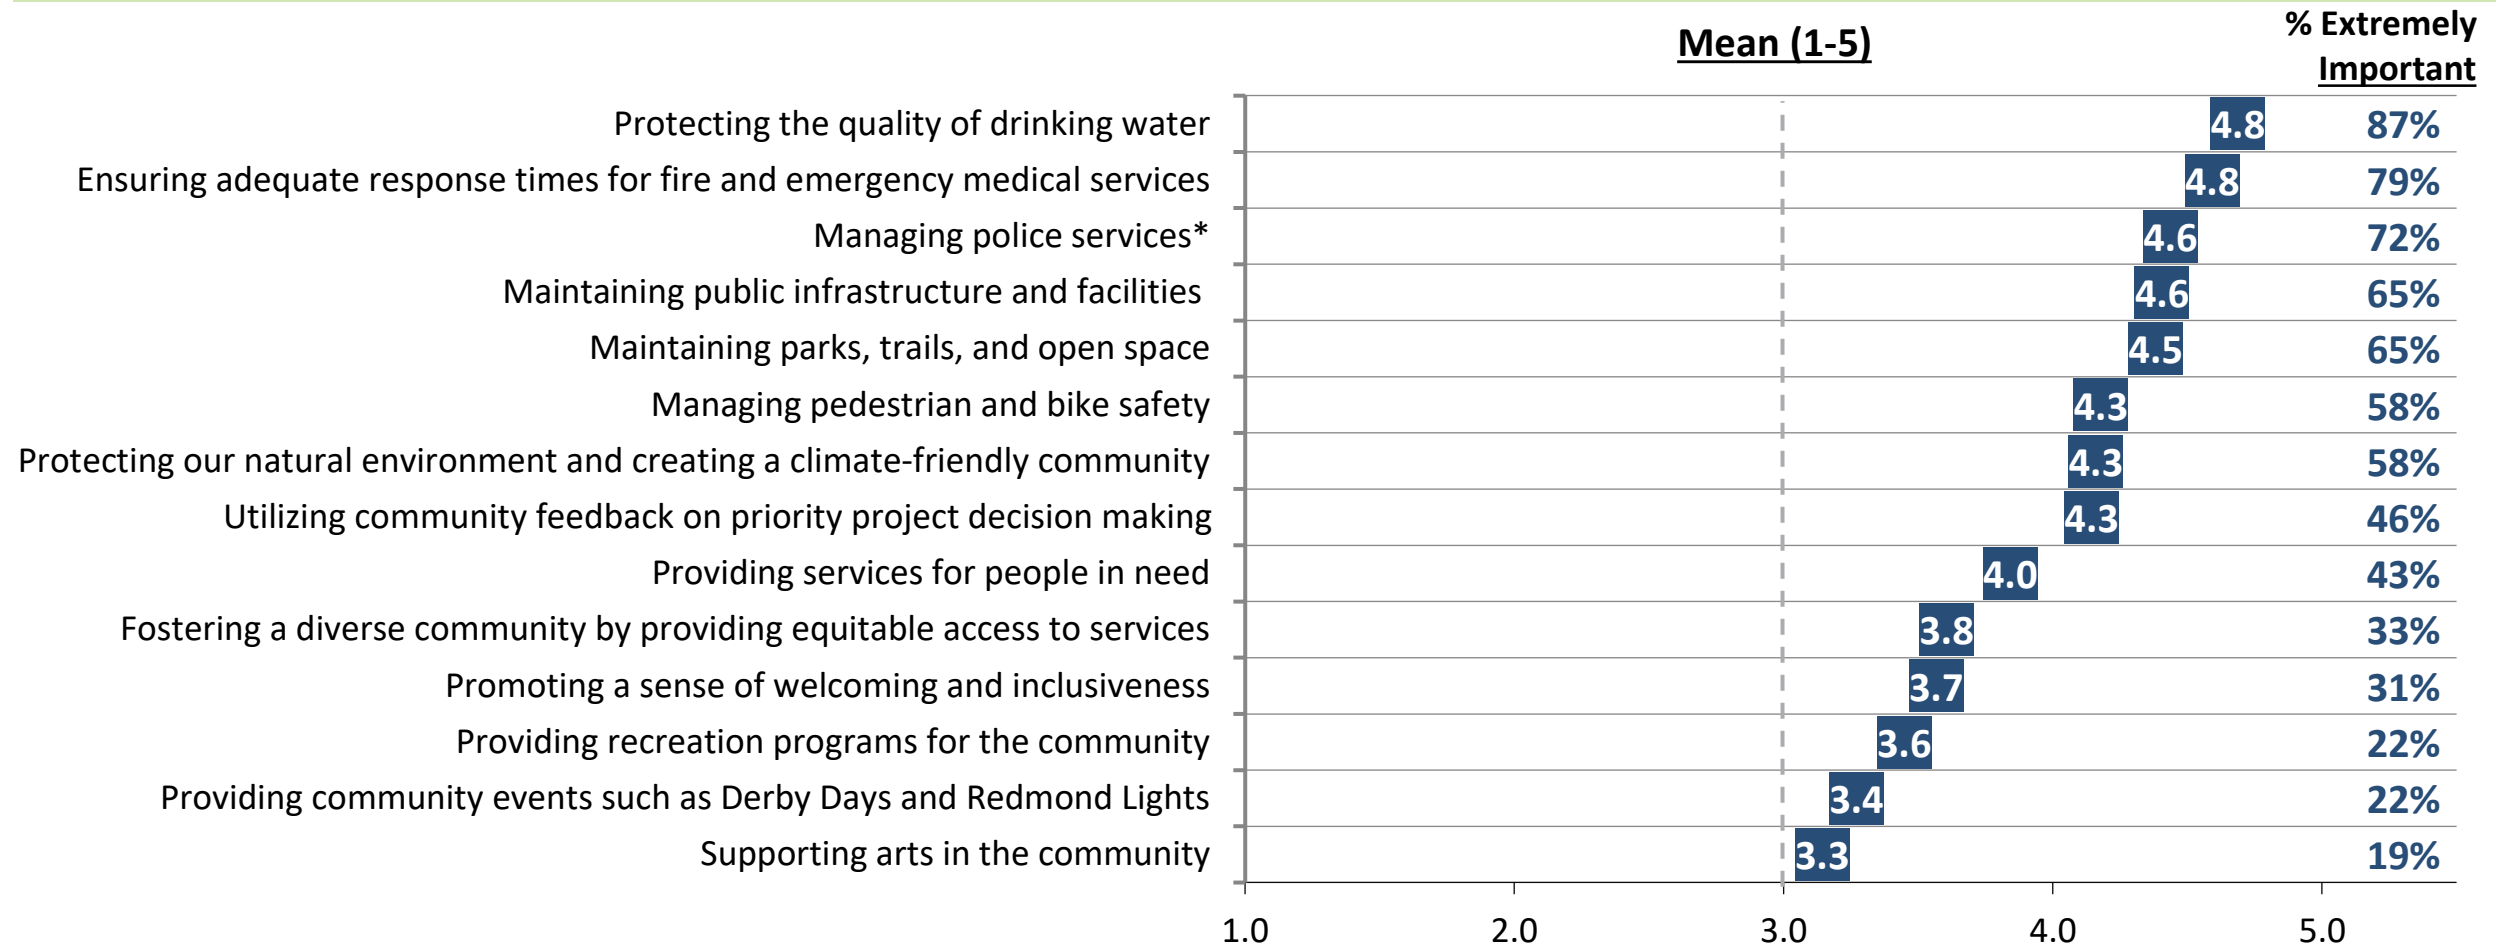 Mean (1-5)
% Extremely
Important
Protecting the quality of drinking water 4.8 87%
Ensuring adequate response times for fire and emergency medical services 4.8 79%
Managing police services* 4.6 72%
Maintaining public infrastructure and facilities 4.6 65%
Maintaining parks, trails, and open space 4.5 65%
Managing pedestrian and bike safety 4.3 58%
Protecting our natural environment and creating a climate-friendly community 4.3 58%
Utilizing community feedback on priority project decision making 4.3 46%
Providing services for people in need 4.0 43%
Fostering a diverse community by providing equitable access to services 3.8 33%
Promoting a sense of welcoming and inclusiveness 3.7 31%
Providing recreation programs for the community 3.6 22%
Providing community events such as Derby Days and Redmond Lights 3.4 22%
Supporting arts in the community 3.3 19%
1.0 2.0 3.0 4.0 5.0